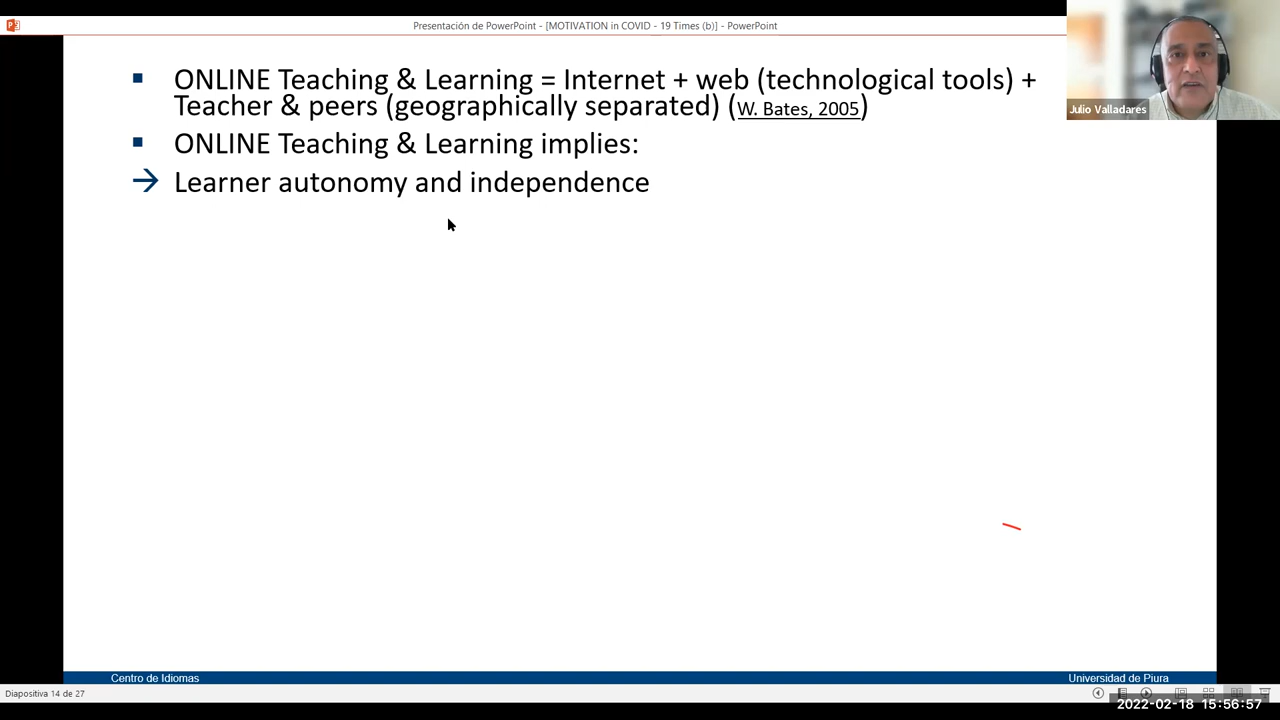 Presentación de PowerPoint - [MOTIVATION in COVID - 19 Times (b)] - PowerPoint
▪ ONLINE Teaching & Learning = Internet + web (technological tools) +
Teacher & peers (geographically separated) (W. Bates, 2005)
▪ ONLINE Teaching & Learning implies:
→ Learner autonomy and independence
Julio Valladares
Centro de Idiomas
Universidad de Piura
Diapositiva 14 de 27
2022-02-18 15:56:57